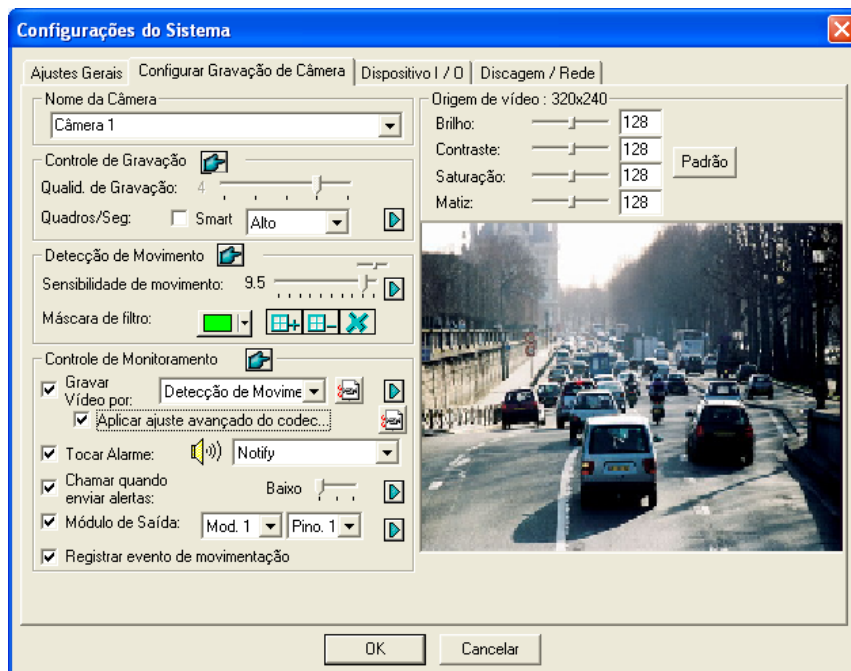 Configurações do Sistema
Ajustes Gerais
Configurar Gravação de Câmera
Dispositivo I / O
Discagem / Rede
Nome da Câmera
Câmera 1
Controle de Gravação
Qualid. de Gravação: 4
Quadros/Seg: Smart Alto
Detecção de Movimento
Sensibilidade de movimento: 9.5
Máscara de filtro:
Controle de Monitoramento
Gravar
Vídeo por: Detecção de Movime
Aplicar ajuste avançado do codec...
Tocar Alarme: Notify
Chamar quando
enviar alertas: Baixo
Módulo de Saída: Mod. 1 Pino. 1
Registrar evento de movimentação
Origem de vídeo : 320x240
Brilho: 128
Contraste: 128
Saturação: 128
Matiz: 128
Padrão
OK
Cancelar